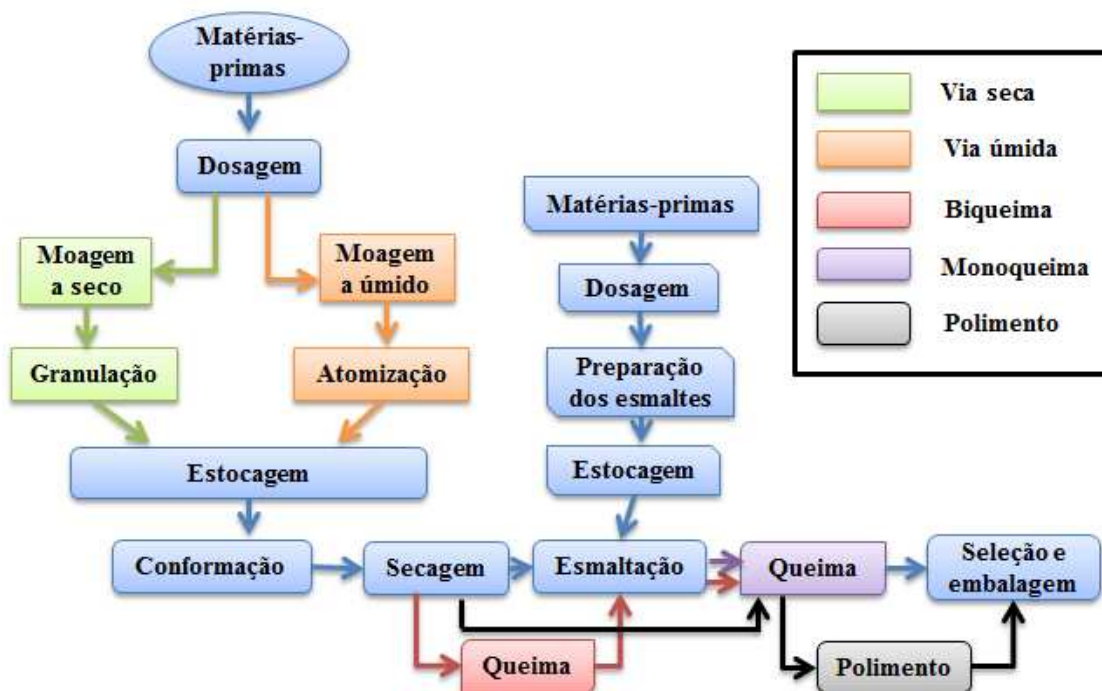 Matérias-
primas
Dosagem
Moagem
a seco
Moagem
a úmido
Granulação
Atomização
Estocagem
Matérias-primas
Dosagem
Preparação
dos esmaltes
Estocagem
Conformação
Secagem
Esmaltação
Queima
Seleção e
embalagem
Queima
Polimento
Via seca
Via úmida
Biqueima
Monoqueima
Polimento